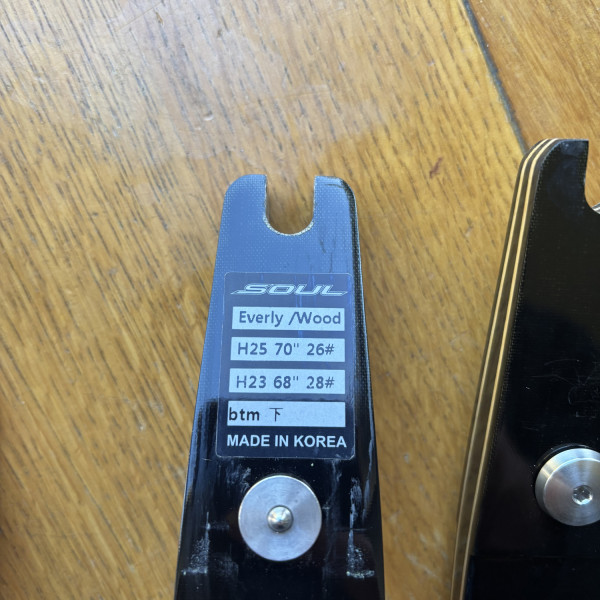 SOUL
Everly /Wood
H25 70" 26#
H23 68" 28#
btm 下
MADE IN KOREA